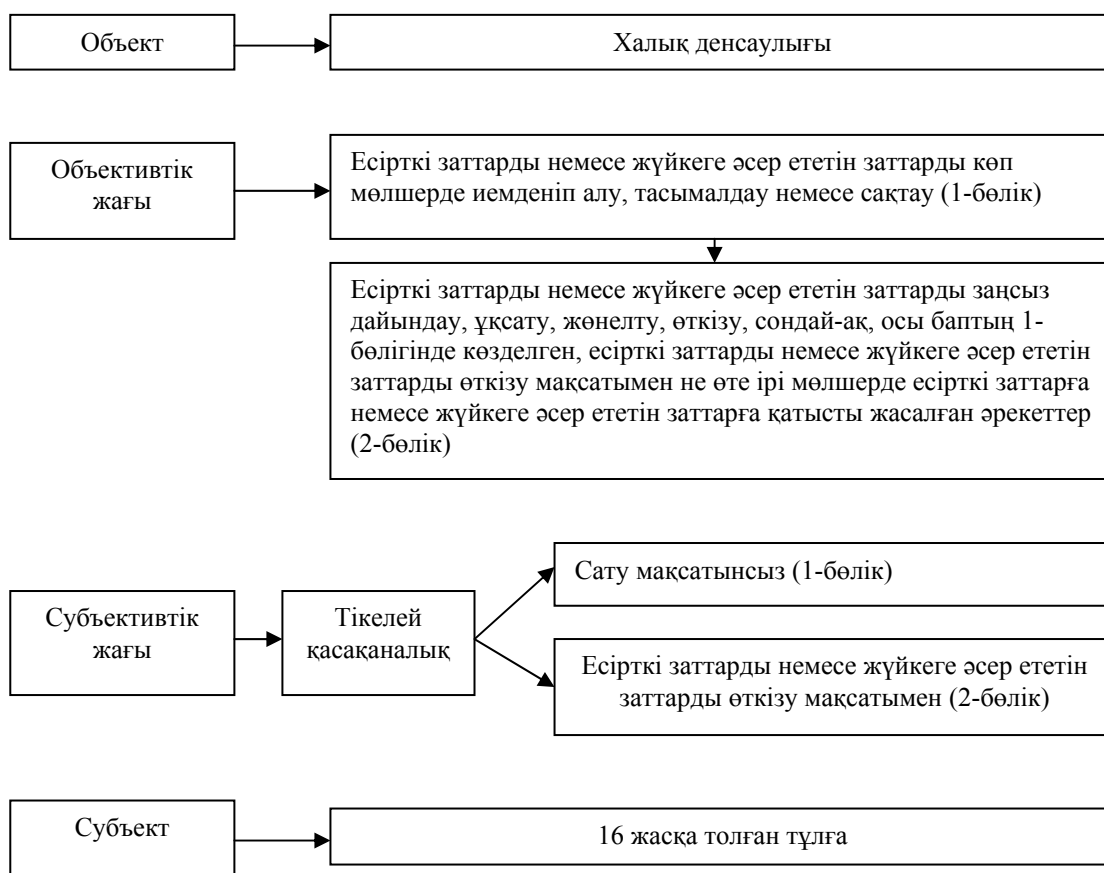 Объект
Халық денсаулығы
Объективтік
жағы
Есірткі заттарды немесе жүйкеге әсер ететін заттарды көп
мөлшерде иемденіп алу, тасымалдау немесе сақтау (1-бөлік)
Есірткі заттарды немесе жүйкеге әсер ететін заттарды заңсыз
дайындау, ұқсату, жөнелту, өткізу, сондай-ақ, осы баптың 1-
бөлігінде көзделген, есірткі заттарды немесе жүйкеге әсер ететін
заттарды өткізу мақсатымен не өте ірі мөлшерде есірткі заттарға
немесе жүйкеге әсер ететін заттарға қатысты жасалған әрекеттер
(2-бөлік)
Субъективтік
жағы
Тікелей
қасақаналық
Сату мақсатынсыз (1-бөлік)
Есірткі заттарды немесе жүйкеге әсер ететін
заттарды өткізу мақсатымен (2-бөлік)
Субъект
16 жасқа толған тұлға